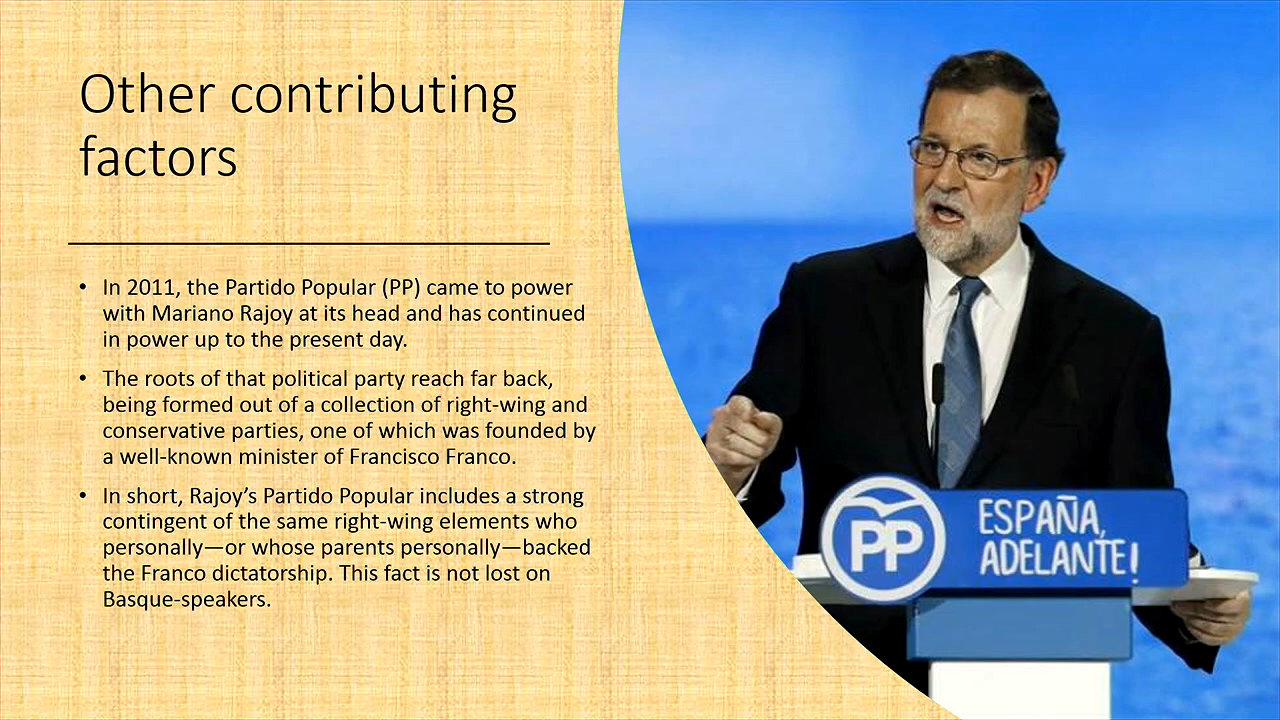 Other contributing
factors
• In 2011, the Partido Popular (PP) came to power
with Mariano Rajoy at its head and has continued
in power up to the present day.
• The roots of that political party reach far back,
being formed out of a collection of right-wing and
conservative parties, one of which was founded by
a well-known minister of Francisco Franco.
• In short, Rajoy’s Partido Popular includes a strong
contingent of the same right-wing elements who
personally—or whose parents personally—backed
the Franco dictatorship. This fact is not lost on
Basque-speakers.
PP
ESPAÑA,
ADELANTE!